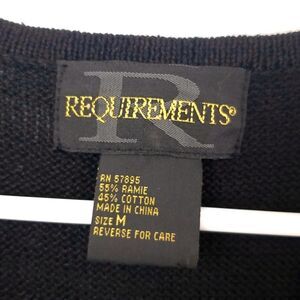 R
REQUIREMENTS®
RN 57895
55% RAMIE
45% COTTON
MADE IN CHINA
SIZE M
REVERSE FOR CARE